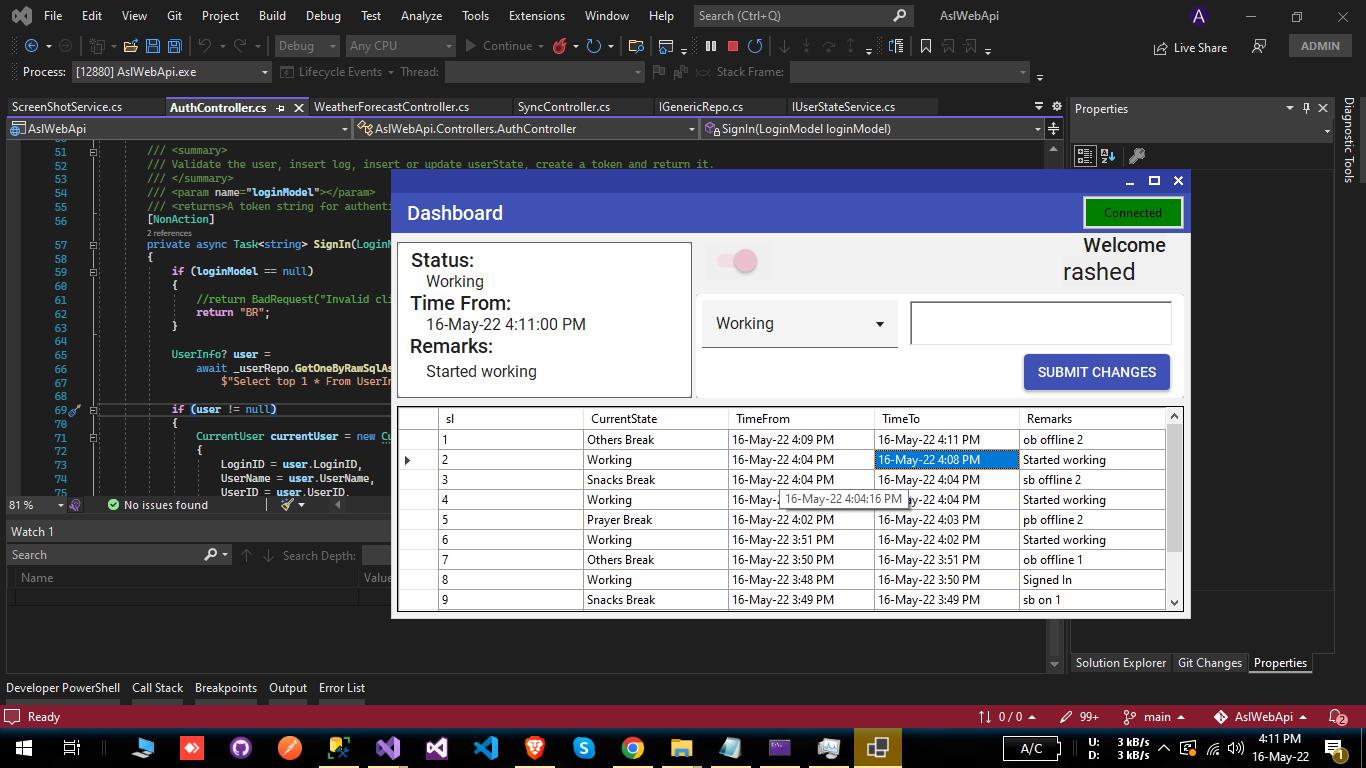 File Edit View Git Project Build Debug Test Analyze Tools Extensions Window Help Search (Ctrl+Q) AslWebApi A
Debug Any CPU Continue Live Share ADMIN
Process: [12880] AslWebApi.exe Lifecycle Events Thread: Stack Frame:
ScreenShotService.cs AuthController.cs WeatherForecastController.cs SyncController.cs IGenericRepo.cs IUserStateService.cs Properties
AslWebApi AslWebApi.Controllers.AuthController SignIn(LoginModel loginModel)
Diagnostic Tools
51 /// <summary>
52 /// Validate the user, insert log, insert or update userState, create a token and return it.
53 /// </summary>
54 /// <param name="loginModel"></param>
55 /// <returns>A token string for authenti
56 [NonAction]
2 references
57 private async Task<string> SignIn(LoginM
58 {
59 if (loginModel == null)
60 {
61 //return BadRequest("Invalid cli
62 return "BR";
63 }
64
65 UserInfo? user =
66 await _userRepo.GetOneByRawSqlAs
67 $"Select top 1 * From UserIn
68
69 if (user != null)
70 {
71 CurrentUser currentUser = new Cu
72 {
73 LoginID = user.LoginID,
74 UserName = user.UserName,
75 UserID = user.UserID,
81 % No issues found
Watch 1
Search Search Depth:
Name Value
Dashboard Connected
Status:
Working
Time From:
16-May-22 4:11:00 PM
Remarks:
Started working
Welcome
rashed
Working
SUBMIT CHANGES
sl CurrentState TimeFrom TimeTo Remarks
1 Others Break 16-May-22 4:09 PM 16-May-22 4:11 PM ob offline 2
2 Working 16-May-22 4:04 PM 16-May-22 4:08 PM Started working
3 Snacks Break 16-May-22 4:04 PM 16-May-22 4:04 PM sb offline 2
4 Working 16-May-2 16-May-22 4:04:16 PM ay-22 4:04 PM Started working
5 Prayer Break 16-May-22 4:02 PM 16-May-22 4:03 PM pb offline 2
6 Working 16-May-22 3:51 PM 16-May-22 4:02 PM Started working
7 Others Break 16-May-22 3:50 PM 16-May-22 3:51 PM ob offline 1
8 Working 16-May-22 3:48 PM 16-May-22 3:50 PM Signed In
9 Snacks Break 16-May-22 3:49 PM 16-May-22 3:49 PM sb on 1
Solution Explorer Git Changes Properties
Developer PowerShell Call Stack Breakpoints Output Error List
Ready 0 / 0 99+ main AslWebApi 2
A/C U: 3 kB/s D: 3 kB/s 4:11 PM
16-May-22 1